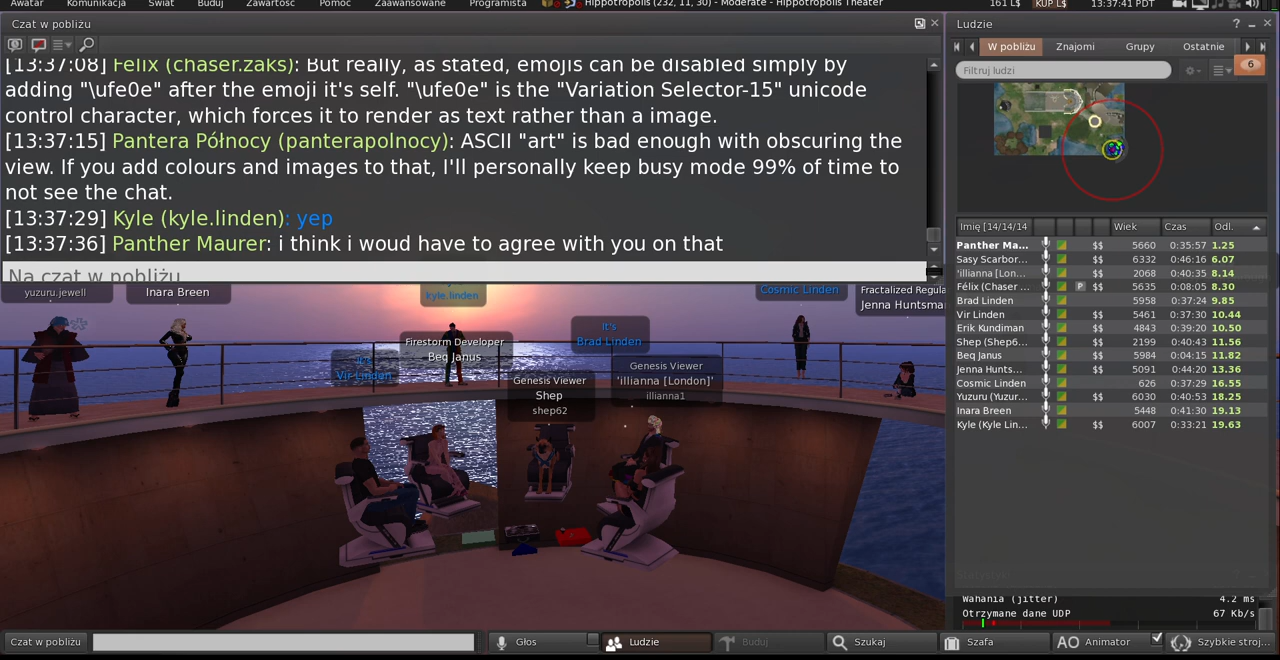 Awatar Komunikacja Świat Buduj Zawartość Pomoc Zaawansowane Programista Hippotropolis (232, 11, 30) - Moderate - Hippotropolis Theater 161 L$ KUP L$ 13:37:41 PDT
Czat w pobliżu
[13:37:08] Felix (chaser.zaks): But really, as stated, emojis can be disabled simply by
adding "\ufe0e" after the emoji it's self. "\ufe0e" is the "Variation Selector-15" unicode
control character, which forces it to render as text rather than a image.
[13:37:15] Pantera Północy (panterapolnocy): ASCII "art" is bad enough with obscuring the
view. If you add colours and images to that, I'll personally keep busy mode 99% of time to
not see the chat.
[13:37:29] Kyle (kyle.linden): yep
[13:37:36] Panther Maurer: i think i woud have to agree with you on that
Na czat w pobliżu
yuzuru.jewell
Inara Breen
kyle.linden
Cosmic Linden
Fractalized Regula
Jenna Huntsma
Firestorm Developer
Beq Janus
It's
Brad Linden
It's
Vir Linden
Genesis Viewer
Shep
shep62
Genesis Viewer
'illianna [London]'
illianna1
Ludzie
? _ ×
W pobliżu Znajomi Grupy Ostatnie
Filtruj ludzi
6
Imię [14/14/14 Wiek Czas Odl.
Panther Ma... $$ 5660 0:35:57 1.25
Sasy Scarbor... $$ 6332 0:46:16 6.07
'illianna [Lon... $$ 2068 0:40:35 8.14
Félix (Chaser ... P $$ 5635 0:08:05 8.30
Brad Linden 5958 0:37:24 9.85
Vir Linden $$ 5461 0:37:30 10.44
Erik Kundiman $$ 4843 0:39:20 10.50
Shep (Shep6... $$ 2199 0:40:43 11.56
Beq Janus $$ 5984 0:04:15 11.82
Jenna Hunts... $$ 5091 0:44:20 13.36
Cosmic Linden 626 0:37:29 16.55
Yuzuru (Yuzur... $$ 6030 0:40:53 18.25
Inara Breen 5448 0:41:30 19.13
Kyle (Kyle Lin... $$ 6007 0:33:21 19.63
Wahania (jitter) 4.2 ms
Otrzymane dane UDP 67 Kb/s
Czat w pobliżu Głos Ludzie Buduj Szukaj Szafa AO Animator Szybkie stroj...